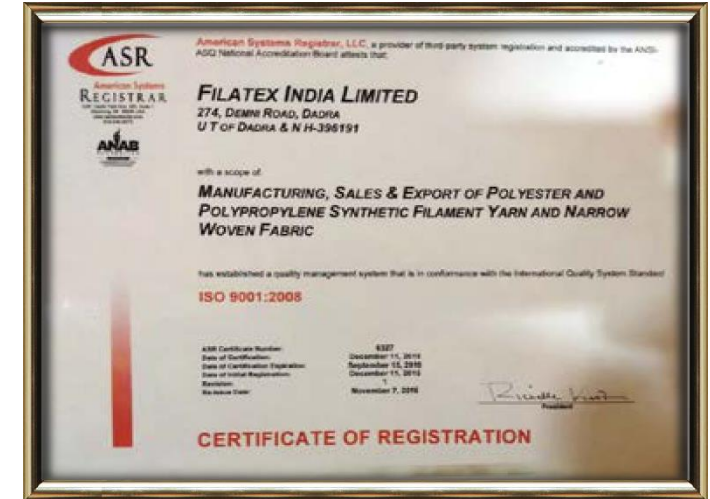 ASR
American Systems
REGISTRAR
ANAB
American Systems Registrar, LLC, a provider of third-party system registration and accredited by the ANSI-
ASQ National Accreditation Board attests that:
FILATEX INDIA LIMITED
274, DEMNI ROAD, DADRA
U T OF DADRA & N H-396191
with a scope of:
MANUFACTURING, SALES & EXPORT OF POLYESTER AND
POLYPROPYLENE SYNTHETIC FILAMENT YARN AND NARROW
WOVEN FABRIC
has established a quality management system that is in conformance with the International Quality System Standard
ISO 9001:2008
ASR Certificate Number: 6327
Date of Certification: December 11, 2015
Date of Certification Expiration: September 15, 2018
Date of Initial Registration: December 11, 2015
Revision: 1
Re-issue Date: November 7, 2016
President
CERTIFICATE OF REGISTRATION